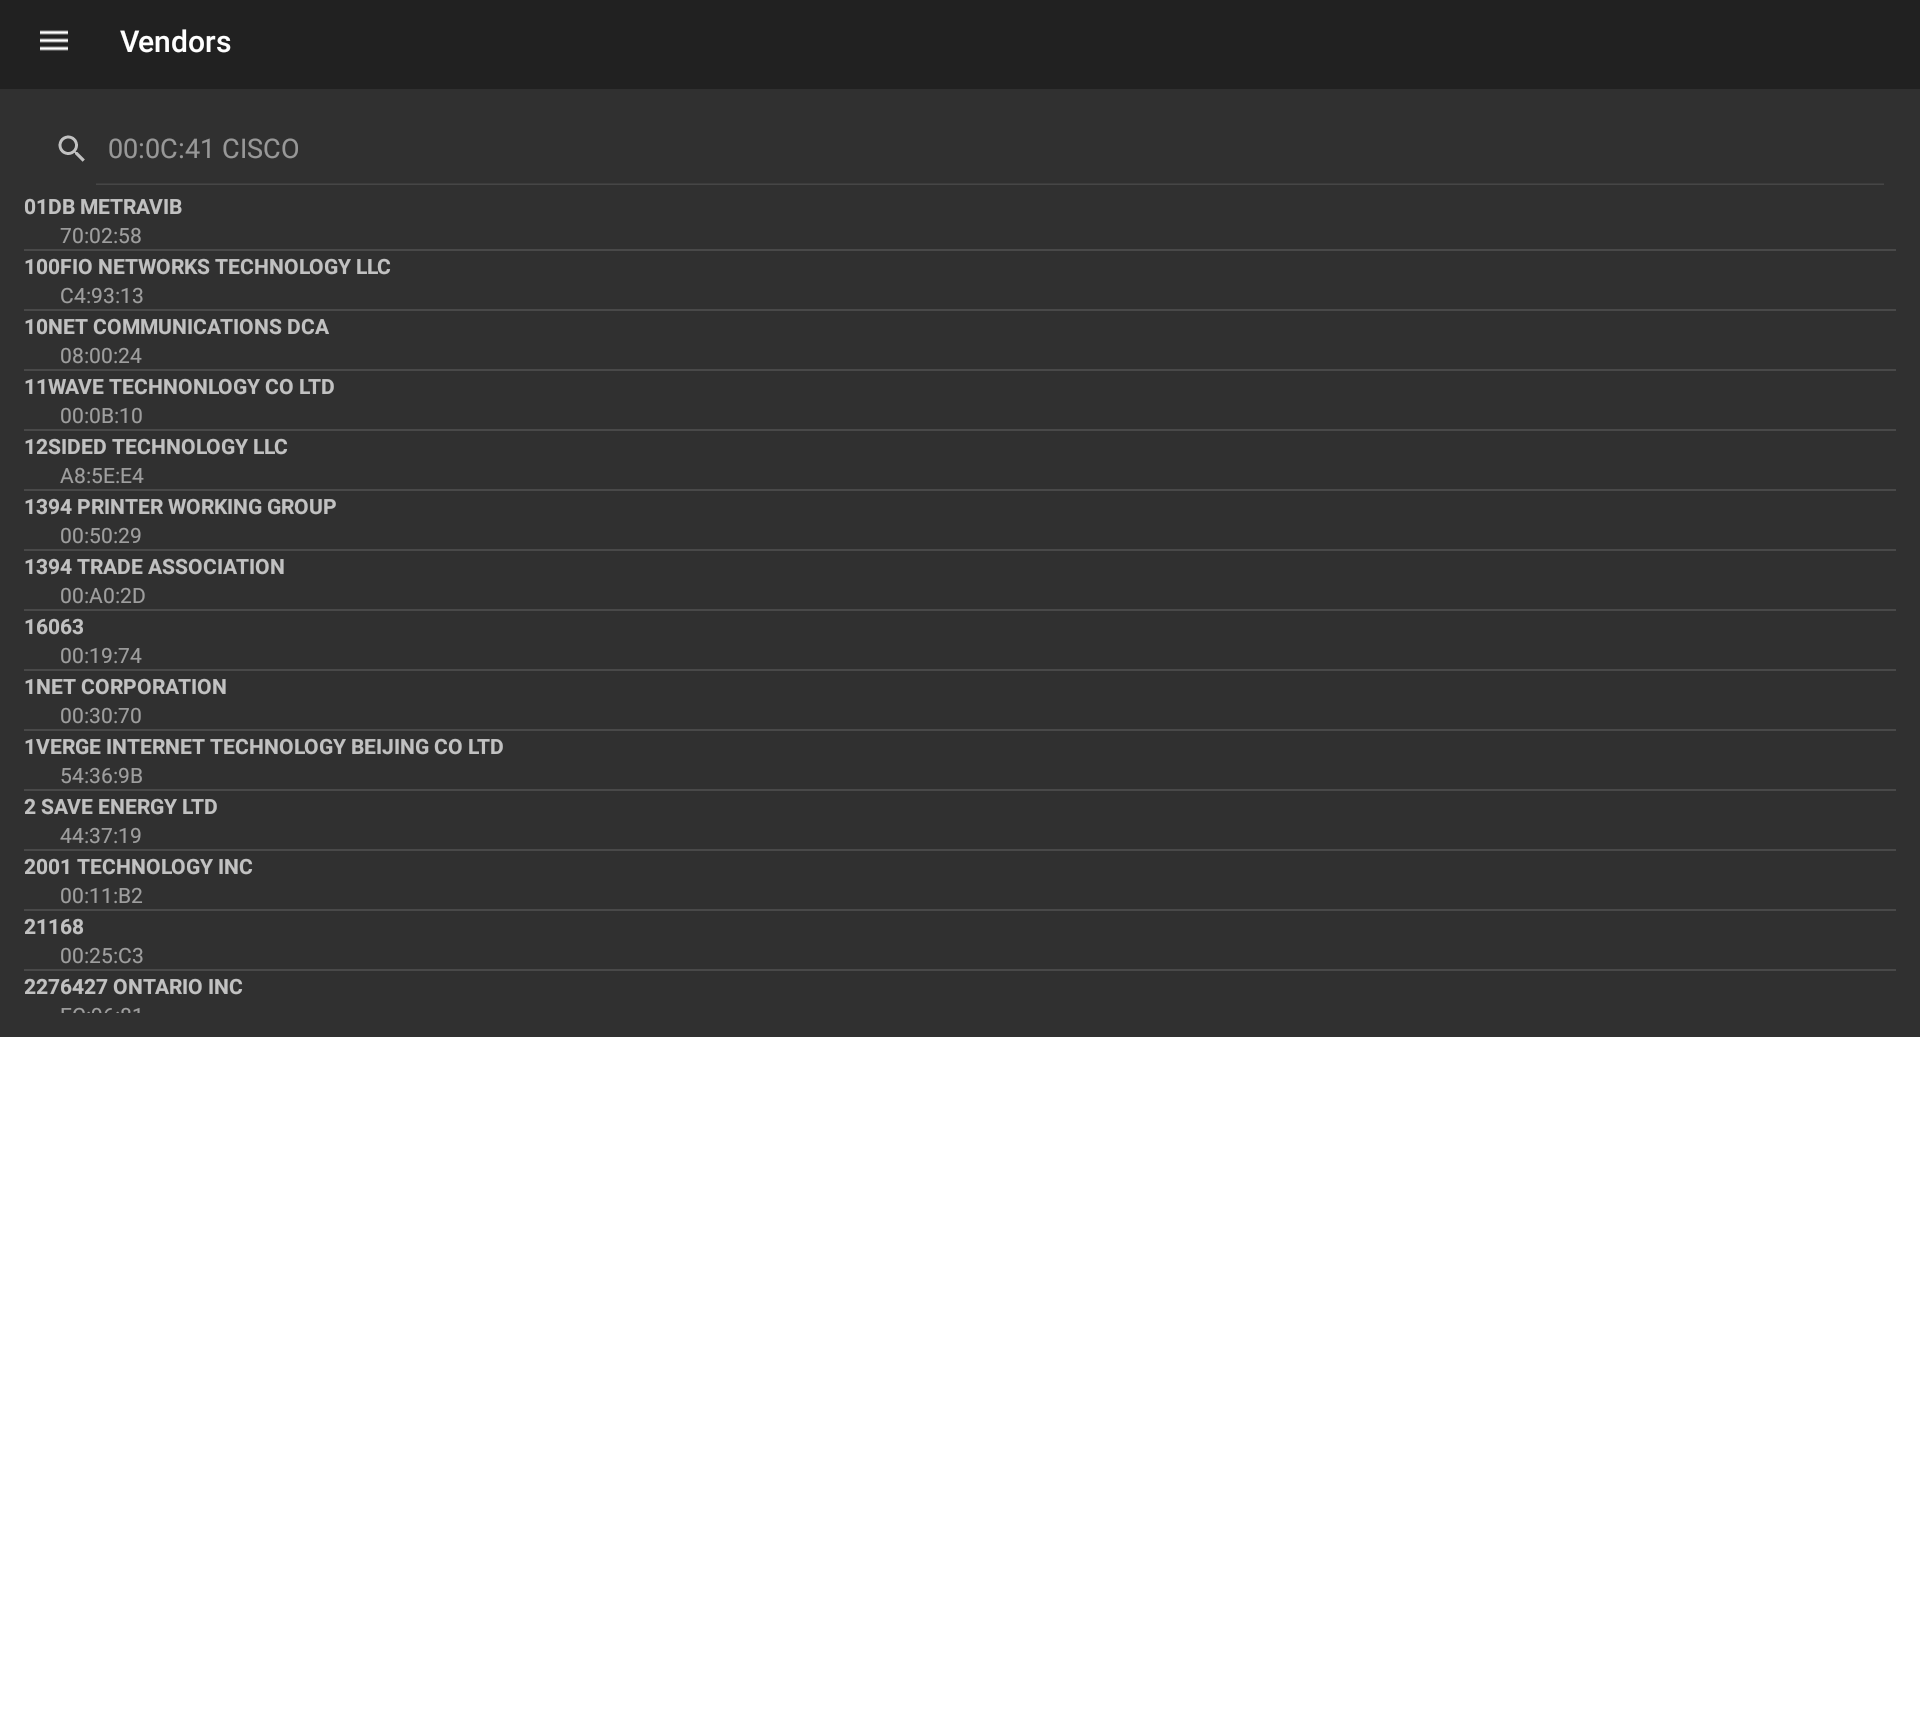 Vendors
00:0C:41 CISCO
01DB METRAVIB
70:02:58
100FIO NETWORKS TECHNOLOGY LLC
C4:93:13
10NET COMMUNICATIONS DCA
08:00:24
11WAVE TECHNONLOGY CO LTD
00:0B:10
12SIDED TECHNOLOGY LLC
A8:5E:E4
1394 PRINTER WORKING GROUP
00:50:29
1394 TRADE ASSOCIATION
00:A0:2D
16063
00:19:74
1NET CORPORATION
00:30:70
1VERGE INTERNET TECHNOLOGY BEIJING CO LTD
54:36:9B
2 SAVE ENERGY LTD
44:37:19
2001 TECHNOLOGY INC
00:11:B2
21168
00:25:C3
2276427 ONTARIO INC